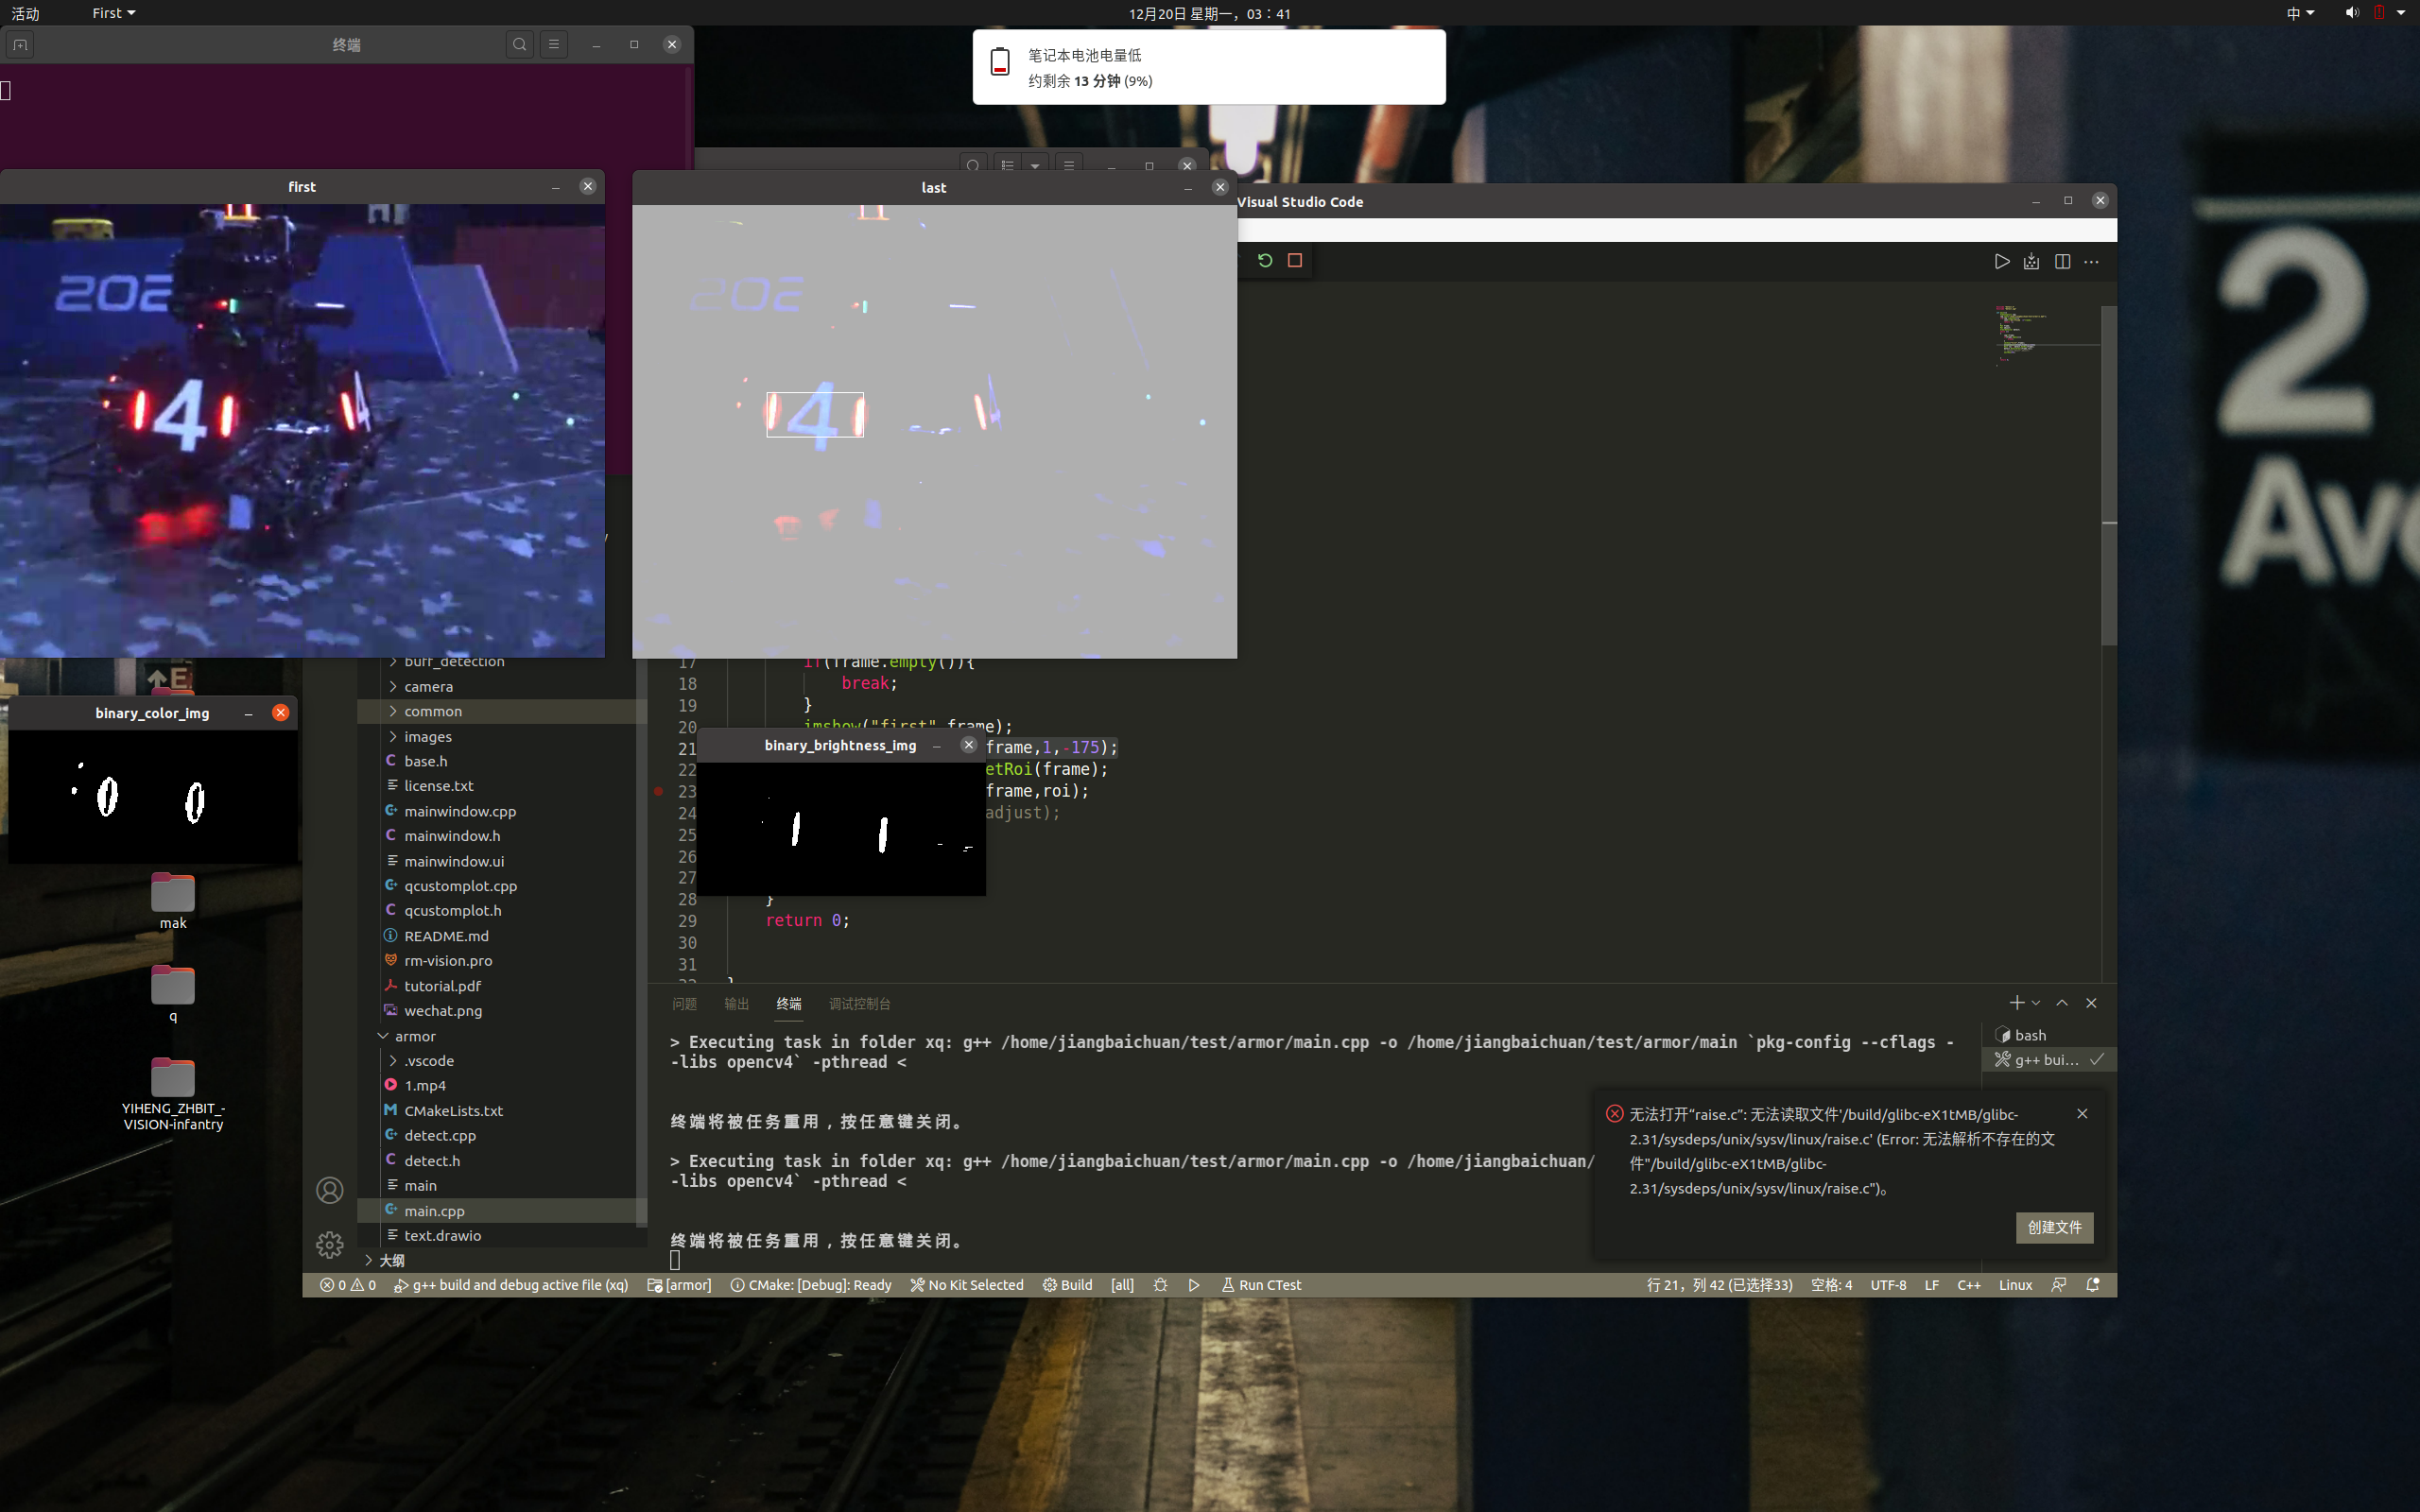 活动
First
12月20日 星期一，03：41
中
终端
笔记本电池电量低
约剩余 13 分钟 (9%)
first
last
Visual Studio Code
2
Ave
202
4
4
202
4
4
E
17 if(frame.empty()){
18 break;
19 }
20 imshow("first",frame);
21 frame,1,-175);
22 etRoi(frame);
23 frame,roi);
24 adjust);
25
26
27
28 }
29 return 0;
30
31
32 }
binary_color_img
binary_brightness_img
mak
q
YIHENG_ZHBIT_-
VISION-infantry
buff_detection
camera
common
images
base.h
license.txt
mainwindow.cpp
mainwindow.h
mainwindow.ui
qcustomplot.cpp
qcustomplot.h
README.md
rm-vision.pro
tutorial.pdf
wechat.png
armor
.vscode
1.mp4
CMakeLists.txt
detect.cpp
detect.h
main
main.cpp
text.drawio
大纲
问题 输出 终端 调试控制台
> Executing task in folder xq: g++ /home/jiangbaichuan/test/armor/main.cpp -o /home/jiangbaichuan/test/armor/main `pkg-config --cflags -
-libs opencv4` -pthread <
终端将被任务重用，按任意键关闭。
> Executing task in folder xq: g++ /home/jiangbaichuan/test/armor/main.cpp -o /home/jiangbaichuan/
-libs opencv4` -pthread <
终端将被任务重用，按任意键关闭。
bash
g++ bui...
无法打开“raise.c”: 无法读取文件'/build/glibc-eX1tMB/glibc-
2.31/sysdeps/unix/sysv/linux/raise.c' (Error: 无法解析不存在的文
件"/build/glibc-eX1tMB/glibc-
2.31/sysdeps/unix/sysv/linux/raise.c")。
创建文件
0 0 g++ build and debug active file (xq) [armor] CMake: [Debug]: Ready No Kit Selected Build [all] Run CTest 行 21，列 42 (已选择33) 空格: 4 UTF-8 LF C++ Linux